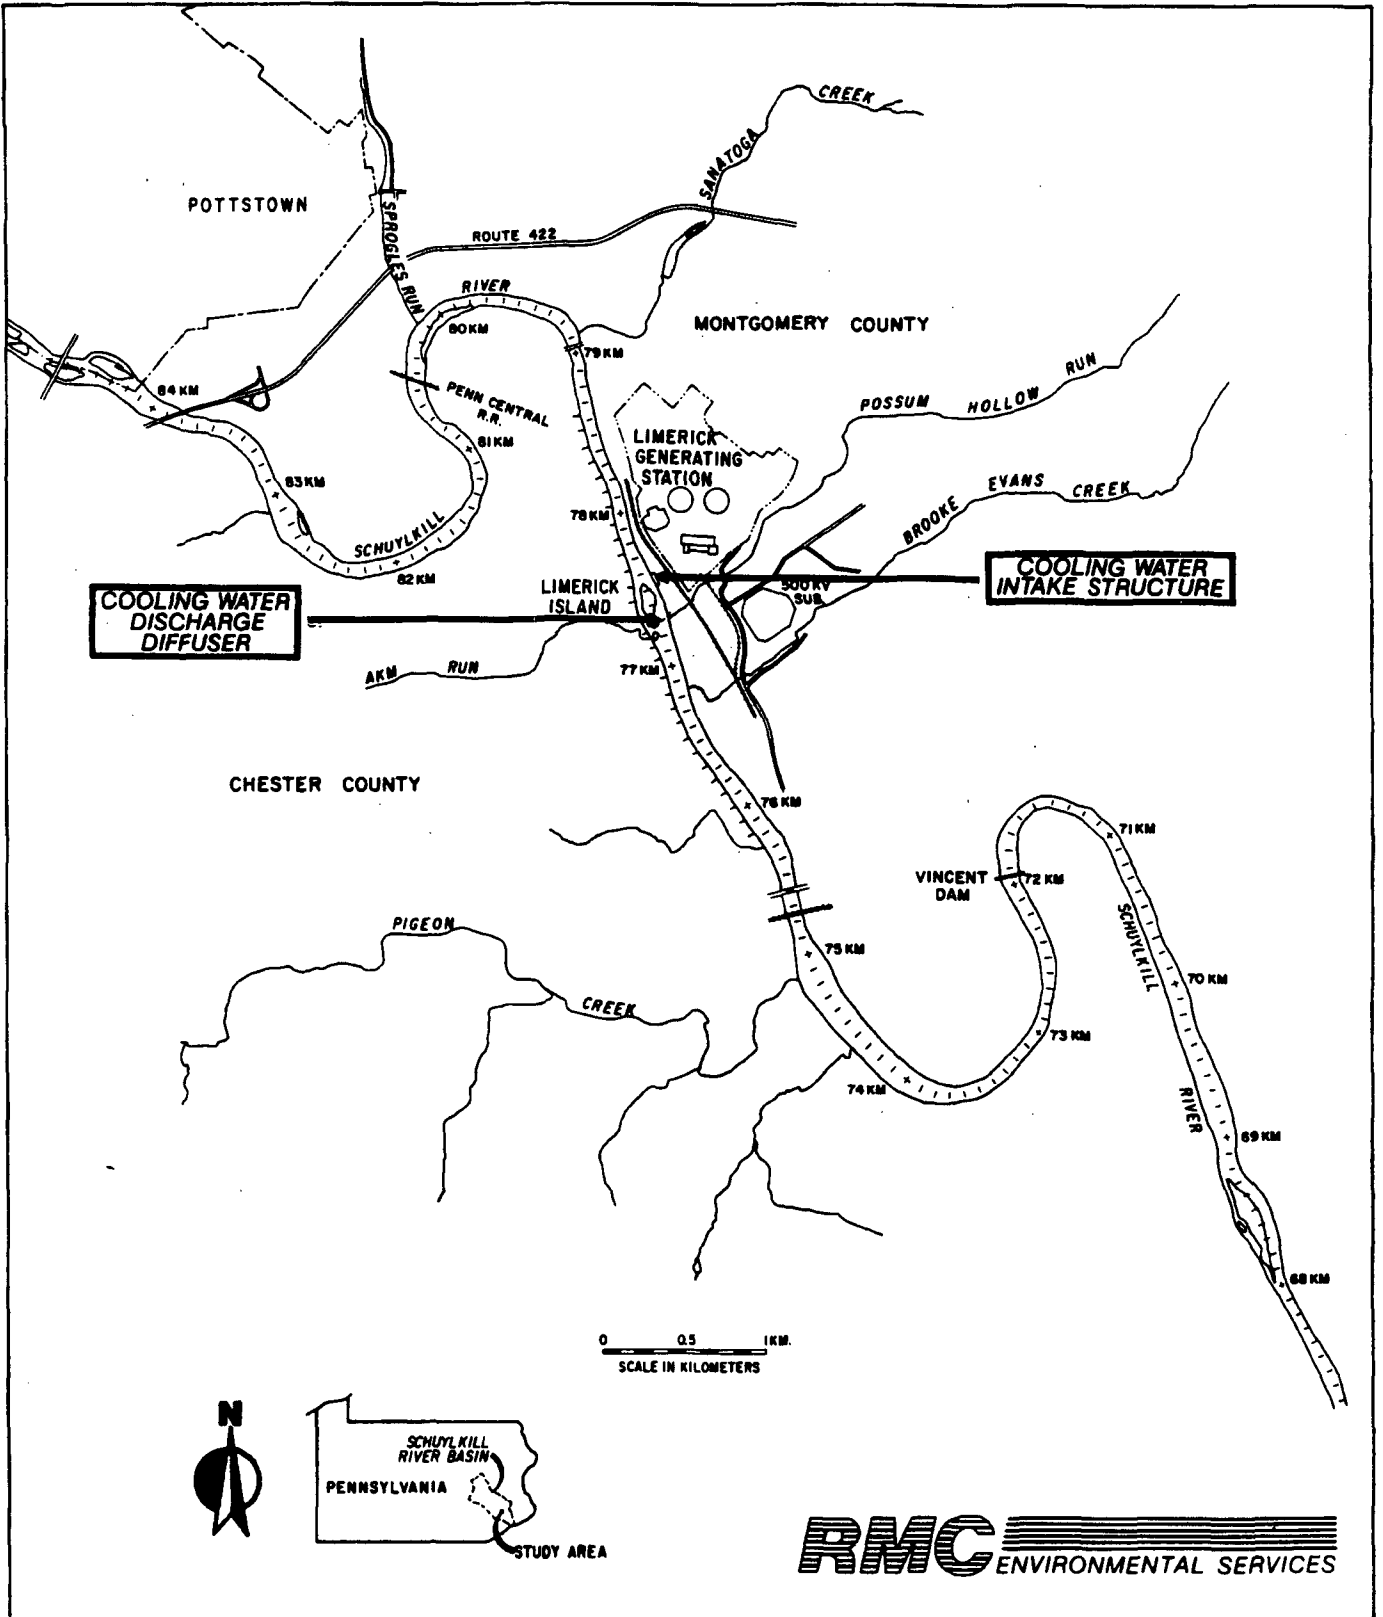 CREEK
SANATOGA
POTTSTOWN
SPROGLES RUN
ROUTE 422
RIVER
MONTGOMERY COUNTY
80 KM
79 KM
84 KM
PENN CENTRAL
R.R.
POSSUM HOLLOW RUN
81 KM
LIMERICK
GENERATING
STATION
83 KM
BROOKE EVANS CREEK
78 KM
SCHUYLKILL
82 KM
COOLING WATER
INTAKE STRUCTURE
500 KV
SUB.
LIMERICK
ISLAND
COOLING WATER
DISCHARGE
DIFFUSER
AKM RUN
77 KM
CHESTER COUNTY
76 KM
71 KM
VINCENT
DAM
72 KM
PIGEON
CREEK
75 KM
SCHUYLKILL
70 KM
73 KM
74 KM
RIVER
69 KM
68 KM
0 0.5 1 KM.
SCALE IN KILOMETERS
N
SCHUYLKILL
RIVER BASIN
PENNSYLVANIA
STUDY AREA
RMC
ENVIRONMENTAL SERVICES